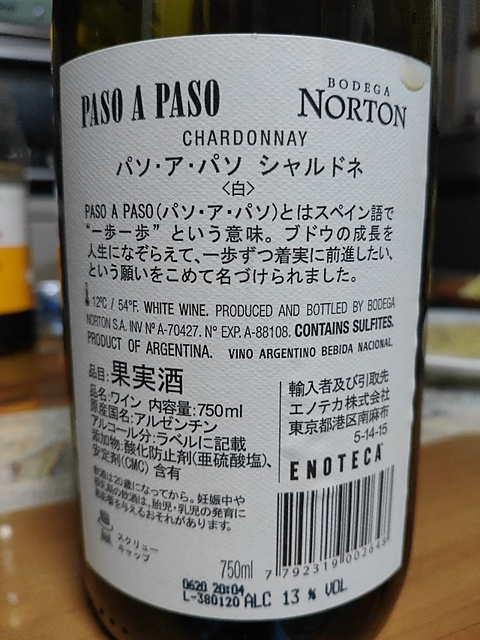 PASO A PASO
BODEGA
NORTON
CHARDONNAY
パソ・ア・パソ シャルドネ
<白>
PASO A PASO(パソ・ア・パソ)とはスペイン語で
"一歩一歩" という意味。ブドウの成長を
人生になぞらえて、一歩ずつ着実に前進したい、
という願いをこめて名づけられました。
12°C / 54°F. WHITE WINE. PRODUCED AND BOTTLED BY BODEGA
NORTON S.A. INV Nº A-70427. Nº EXP. A-88108. CONTAINS SULFITES.
PRODUCT OF ARGENTINA. VINO ARGENTINO BEBIDA NACIONAL.
品目:果実酒
品名:ワイン 内容量:750ml
原産国名:アルゼンチン
アルコール分:ラベルに記載
添加物:酸化防止剤(亜硫酸塩)、
安定剤(CMC) 含有
飲酒は20歳になってから。妊娠中や
授乳期の飲酒は、胎児・乳児の発育に
悪影響を与えるおそれがあります。
スクリュー
キャップ
輸入者及び引取先
エノテカ株式会社
東京都港区南麻布
5-14-15
ENOTECA
750ml
7 792319 002648
0620 20:04
L-380120 ALC 13 % VOL